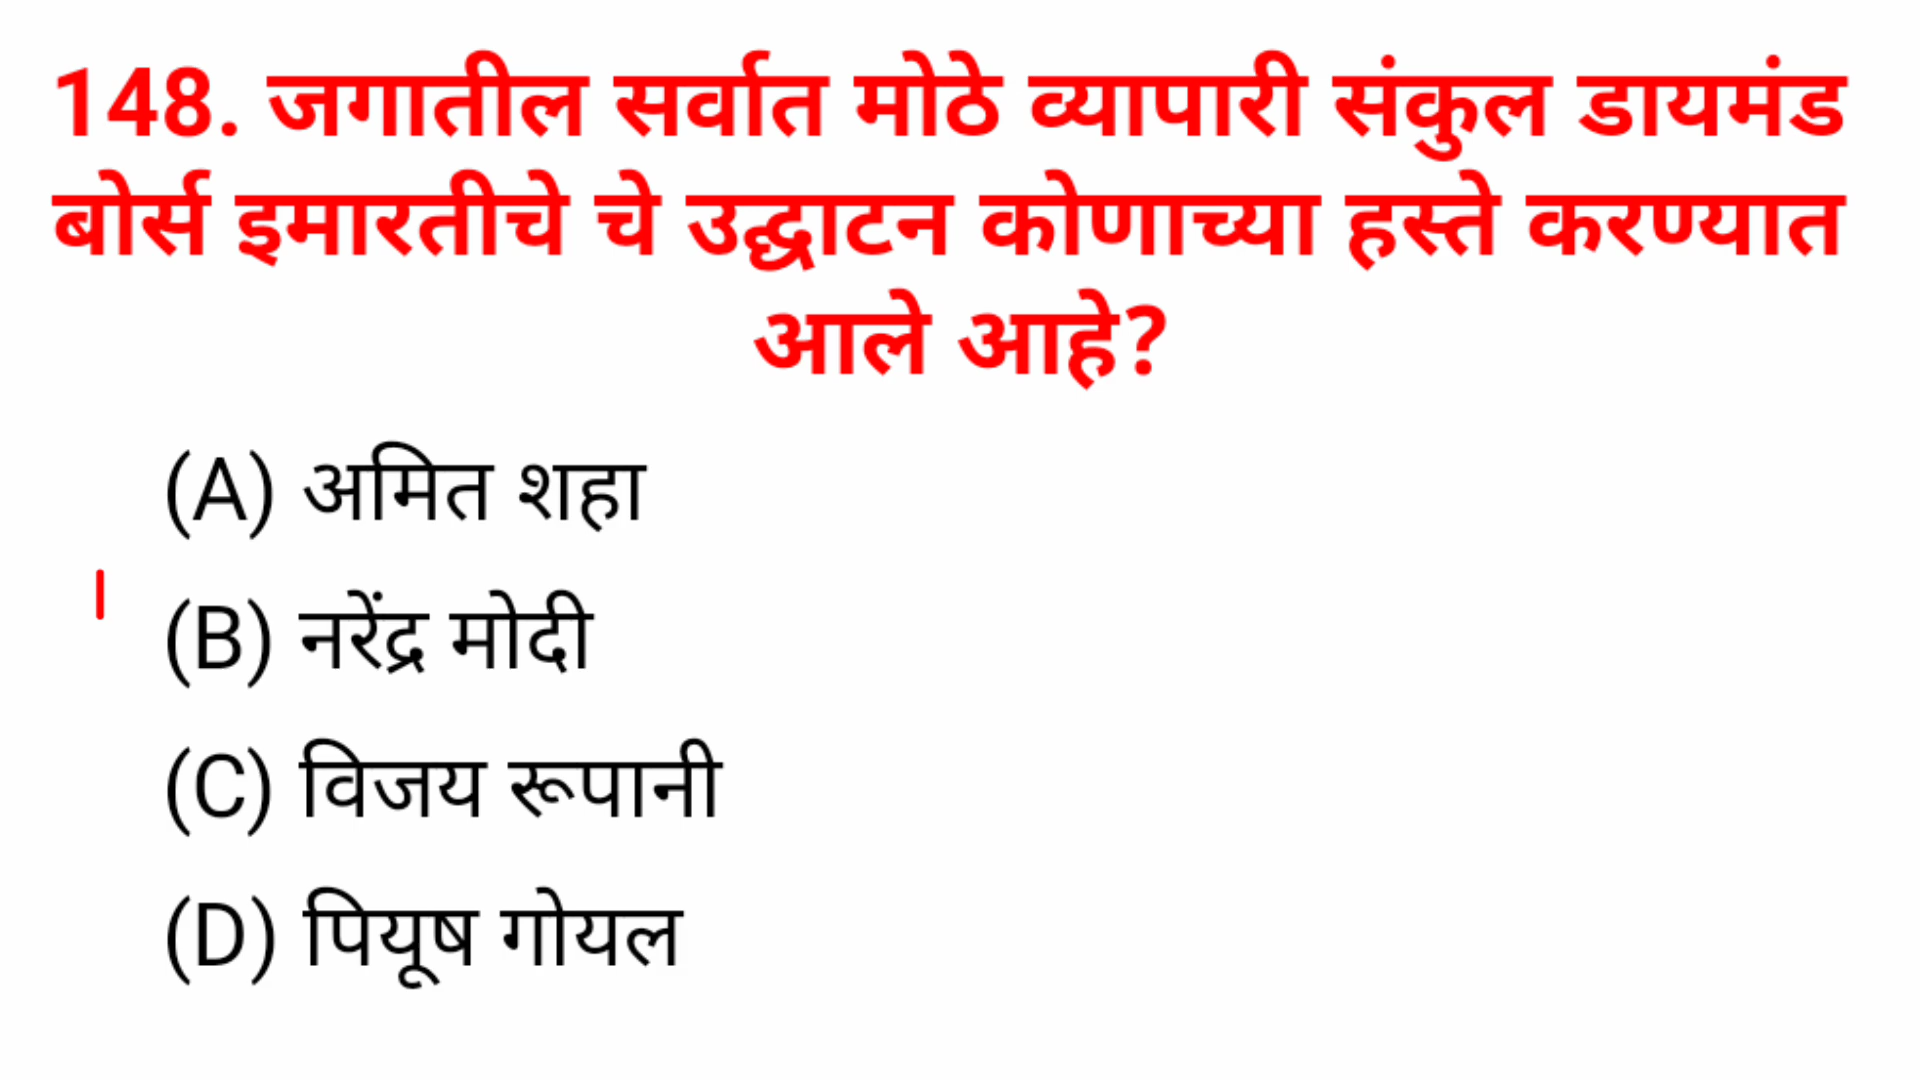 148. जगातील सर्वात मोठे व्यापारी संकुल डायमंड
बोर्स इमारतीचे चे उद्घाटन कोणाच्या हस्ते करण्यात
आले आहे?
(A) अमित शहा
(B) नरेंद्र मोदी
(C) विजय रूपानी
(D) पियूष गोयल